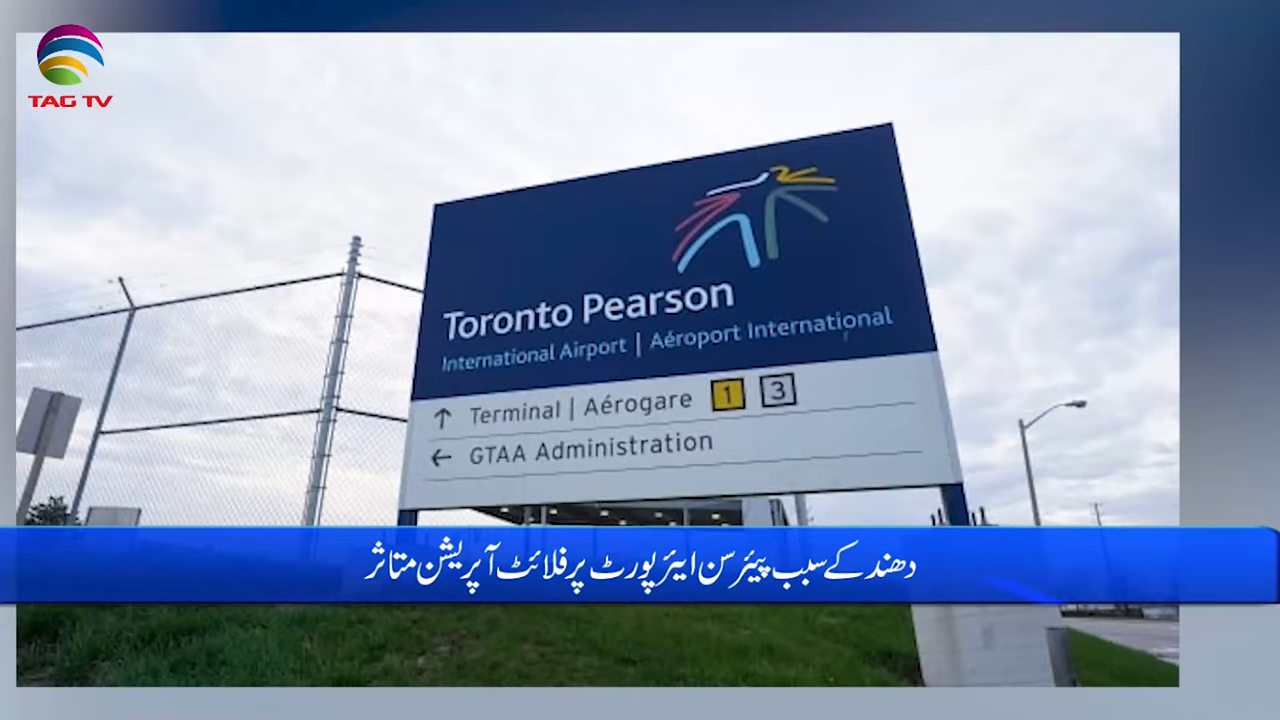 TAG TV
Toronto Pearson
International Airport | Aéroport International
↑ Terminal | Aérogare 1 3
← GTAA Administration
دھند کے سبب پیئرسن ایئرپورٹ پر فلائٹ آپریشن متاثر